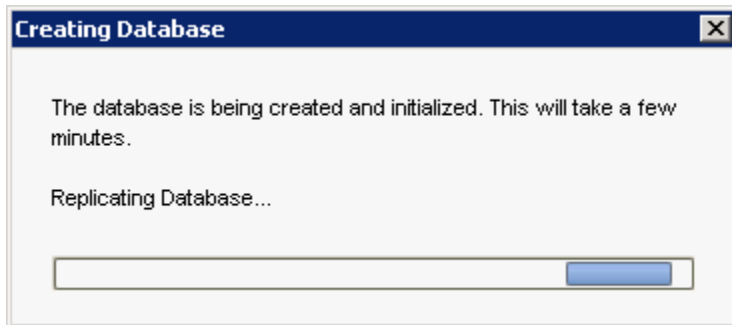 Creating Database
The database is being created and initialized. This will take a few
minutes.
Replicating Database...